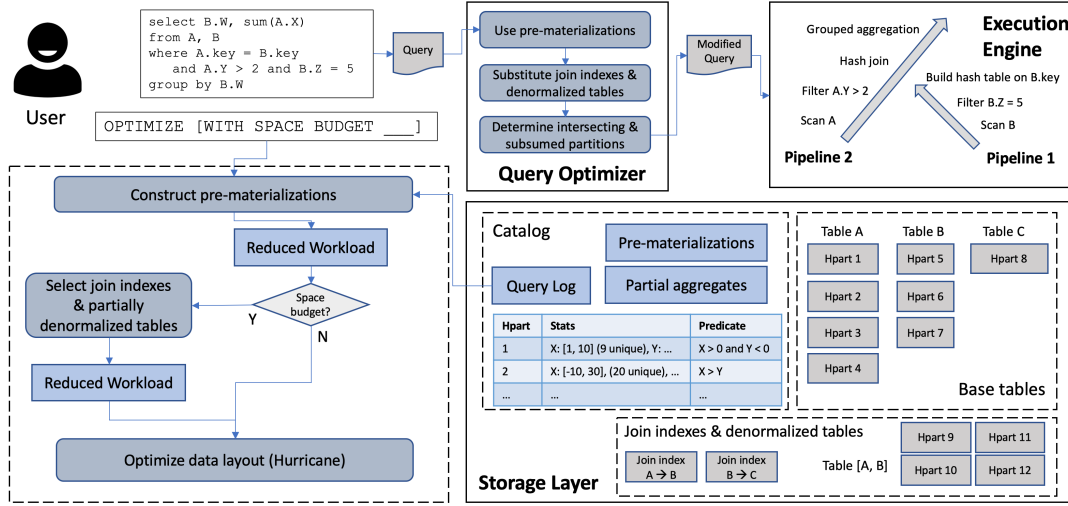 select B.W, sum(A.X)
from A, B
where A.key = B.key
and A.Y > 2 and B.Z = 5
group by B.W
Query
User
OPTIMIZE [WITH SPACE BUDGET ___]
Use pre-materializations
Substitute join indexes &
denormalized tables
Determine intersecting &
subsumed partitions
Query Optimizer
Modified
Query
Execution
Engine
Grouped aggregation
Hash join
Build hash table on B.key
Filter A.Y > 2
Filter B.Z = 5
Scan A
Scan B
Pipeline 2
Pipeline 1
Construct pre-materializations
Reduced Workload
Select join indexes
& partially
denormalized tables
Space
budget?
Y
N
Reduced Workload
Optimize data layout (Hurricane)
Catalog
Pre-materializations
Query Log
Partial aggregates
Hpart Stats Predicate
1 X: [1, 10] (9 unique), Y: ... X > 0 and Y < 0
2 X: [-10, 30], (20 unique), ... X > Y
... ... ...
Table A Table B Table C
Hpart 1 Hpart 5 Hpart 8
Hpart 2 Hpart 6
Hpart 3 Hpart 7
Hpart 4
Base tables
Join indexes & denormalized tables
Join index
A → B
Join index
B → C
Table [A, B]
Hpart 9 Hpart 11
Hpart 10 Hpart 12
Storage Layer